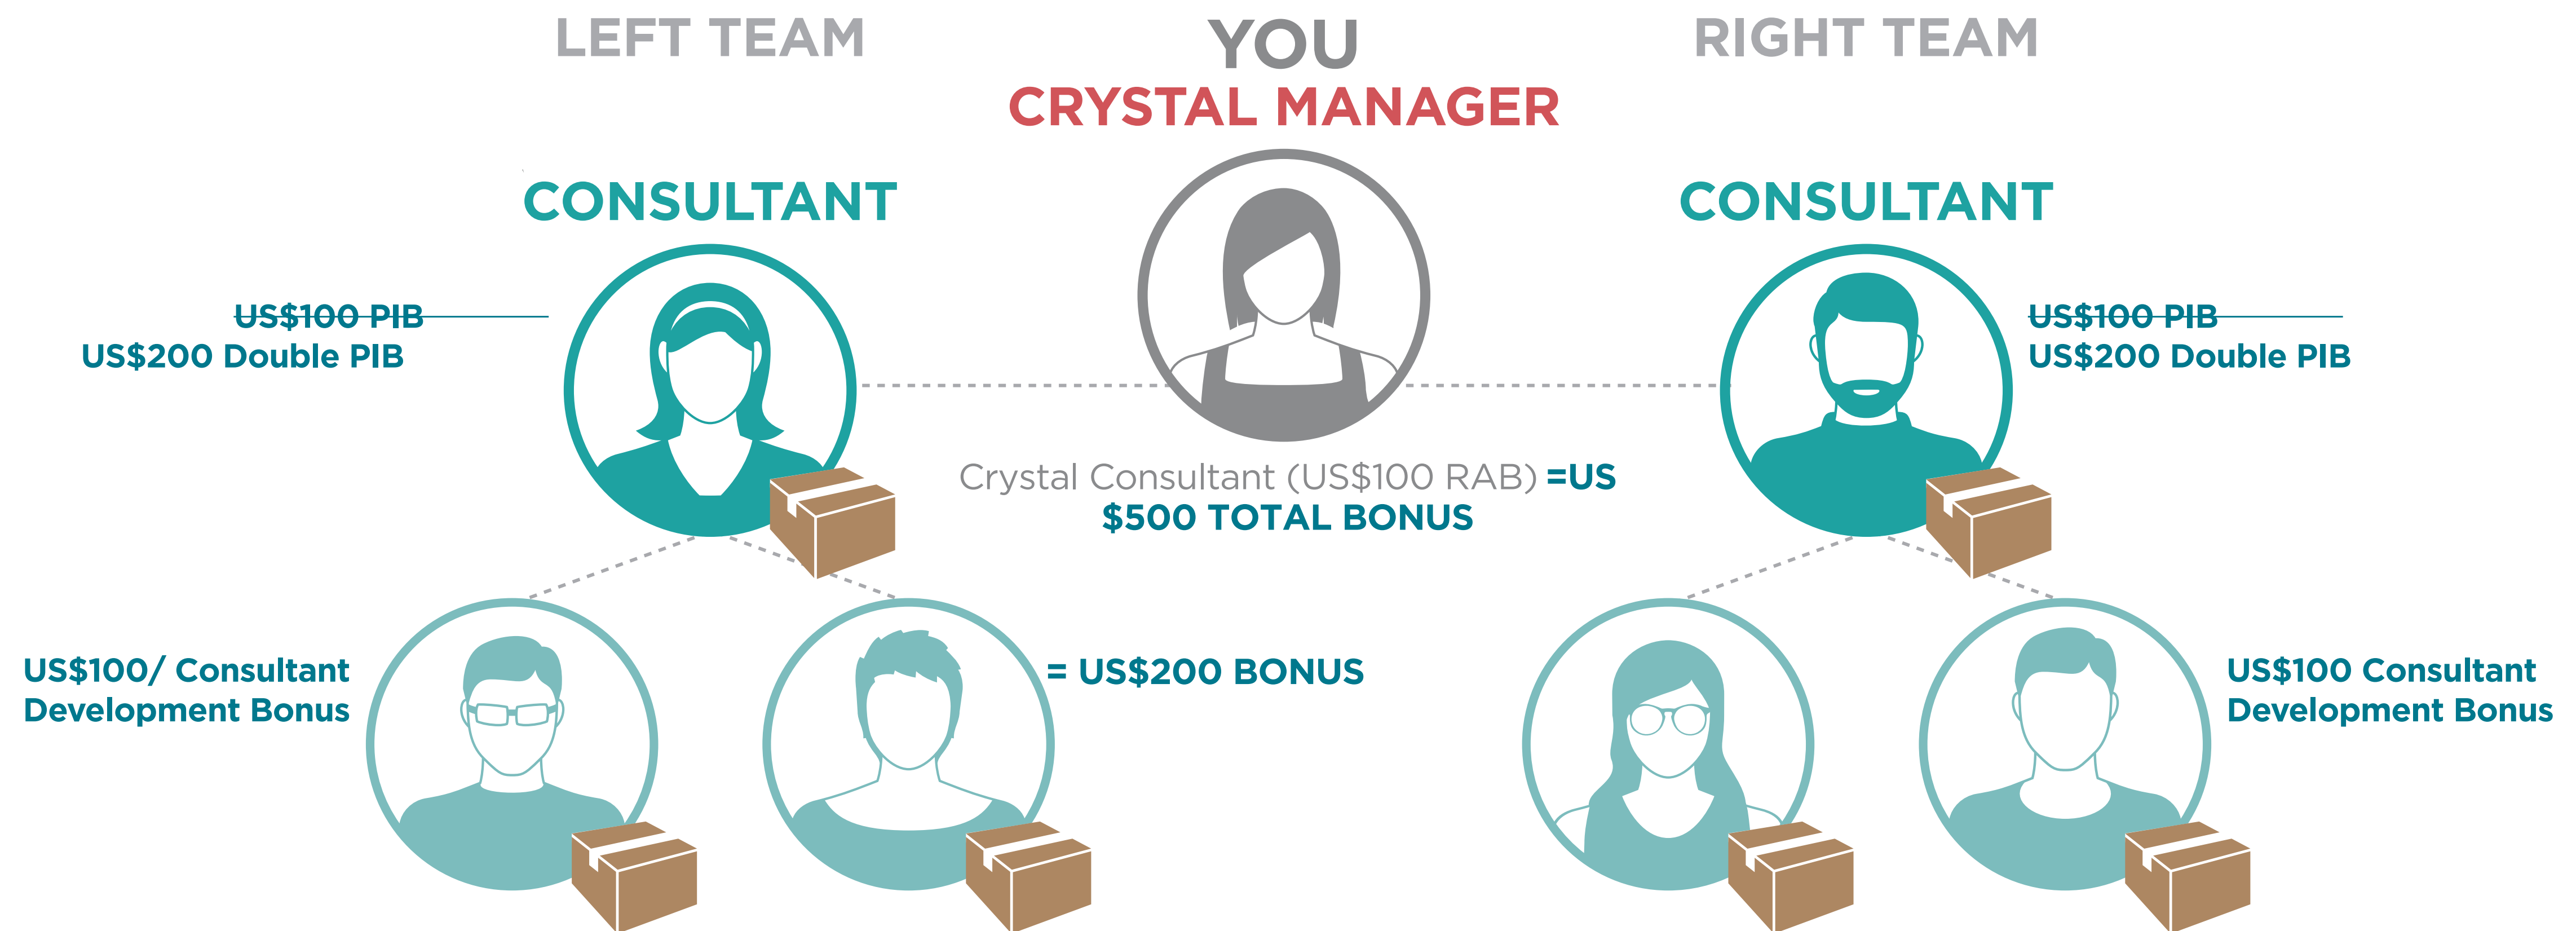 LEFT TEAM
YOU
RIGHT TEAM
CRYSTAL MANAGER
CONSULTANT
CONSULTANT
US$100 PIB
US$200 Double PIB
US$100 PIB
US$200 Double PIB
Crystal Consultant (US$100 RAB) =US
$500 TOTAL BONUS
US$100/ Consultant
Development Bonus
= US$200 BONUS
US$100 Consultant
Development Bonus